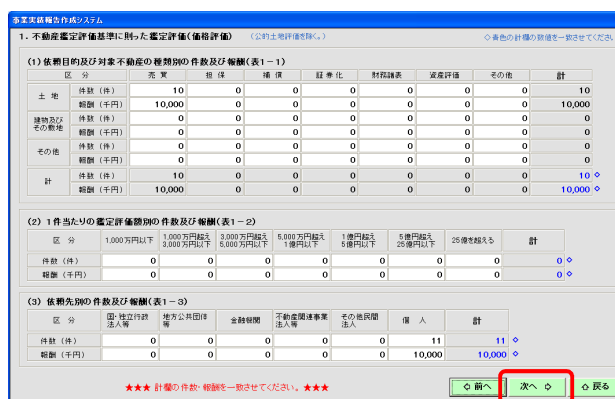 事業実績報告作成システム
1. 不動産鑑定評価基準に則った鑑定評価(価格評価) (公的土地評価を除く。) ◇青色の計欄の数値を一致させてください
(1) 依頼目的及び対象不動産の種類別の件数及び報酬(表1-1)
区 分 売 買 担 保 補 償 証 券 化 財務諸表 資産評価 その他 計
土 地 件数 (件) 10 0 0 0 0 0 0 10
報酬 (千円) 10,000 0 0 0 0 0 0 10,000
建物及びその敷地 件数 (件) 0 0 0 0 0 0 0 0
報酬 (千円) 0 0 0 0 0 0 0 0
その他 件数 (件) 0 0 0 0 0 0 0 0
報酬 (千円) 0 0 0 0 0 0 0 0
計 件数 (件) 10 0 0 0 0 0 0 10 ◇
報酬 (千円) 10,000 0 0 0 0 0 0 10,000 ◇
(2) 1件当たりの鑑定評価額別の件数及び報酬(表1-2)
区 分 1,000万円以下 1,000万円超え3,000万円以下 3,000万円超え5,000万円以下 5,000万円超え1億円以下 1億円超え5億円以下 5億円超え25億円以下 25億を超える 計
件数 (件) 0 0 0 0 0 0 0 0 ◇
報酬 (千円) 0 0 0 0 0 0 0 0 ◇
(3) 依頼先別の件数及び報酬(表1-3)
区 分 国・独立行政法人等 地方公共団体等 金融機関 不動産関連事業法人等 その他民間法人 個 人 計
件数 (件) 0 0 0 0 0 11 11 ◇
報酬 (千円) 0 0 0 0 0 10,000 10,000 ◇
★★★ 計欄の件数・報酬を一致させてください。 ★★★ 前へ 次へ 戻る